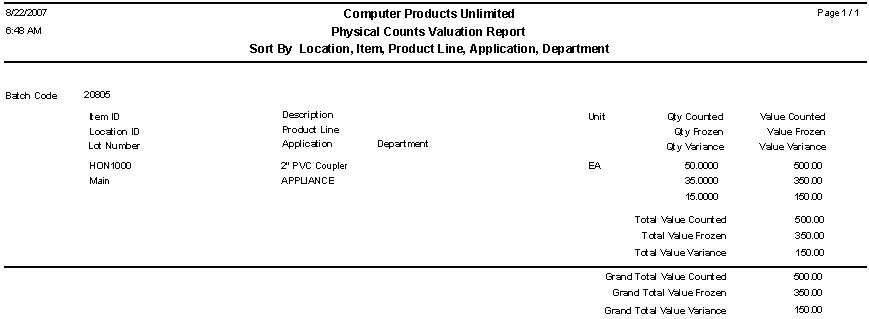 8/22/2007 Computer Products Unlimited Page 1 / 1
6:48 AM Physical Counts Valuation Report
Sort By Location, Item, Product Line, Application, Department
Batch Code 20805
Item ID Description Unit Qty Counted Value Counted
Location ID Product Line Qty Frozen Value Frozen
Lot Number Application Department Qty Variance Value Variance
HON1000 2" PVC Coupler EA 50.0000 500.00
Main APPLIANCE 35.0000 350.00
15.0000 150.00
Total Value Counted 500.00
Total Value Frozen 350.00
Total Value Variance 150.00
Grand Total Value Counted 500.00
Grand Total Value Frozen 350.00
Grand Total Value Variance 150.00